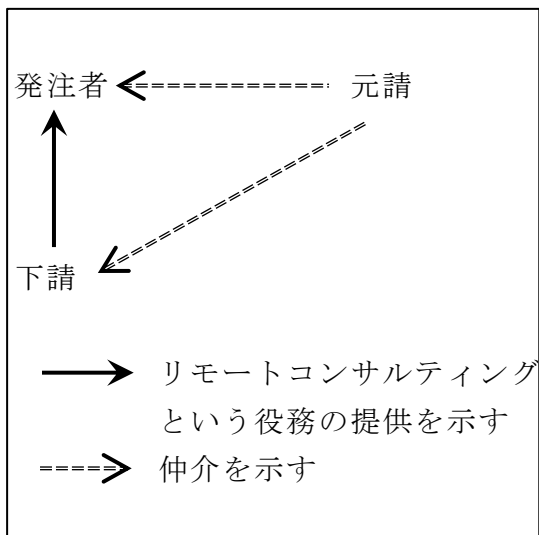 発注者
元請
下請
リモートコンサルティング
という役務の提供を示す
仲介を示す